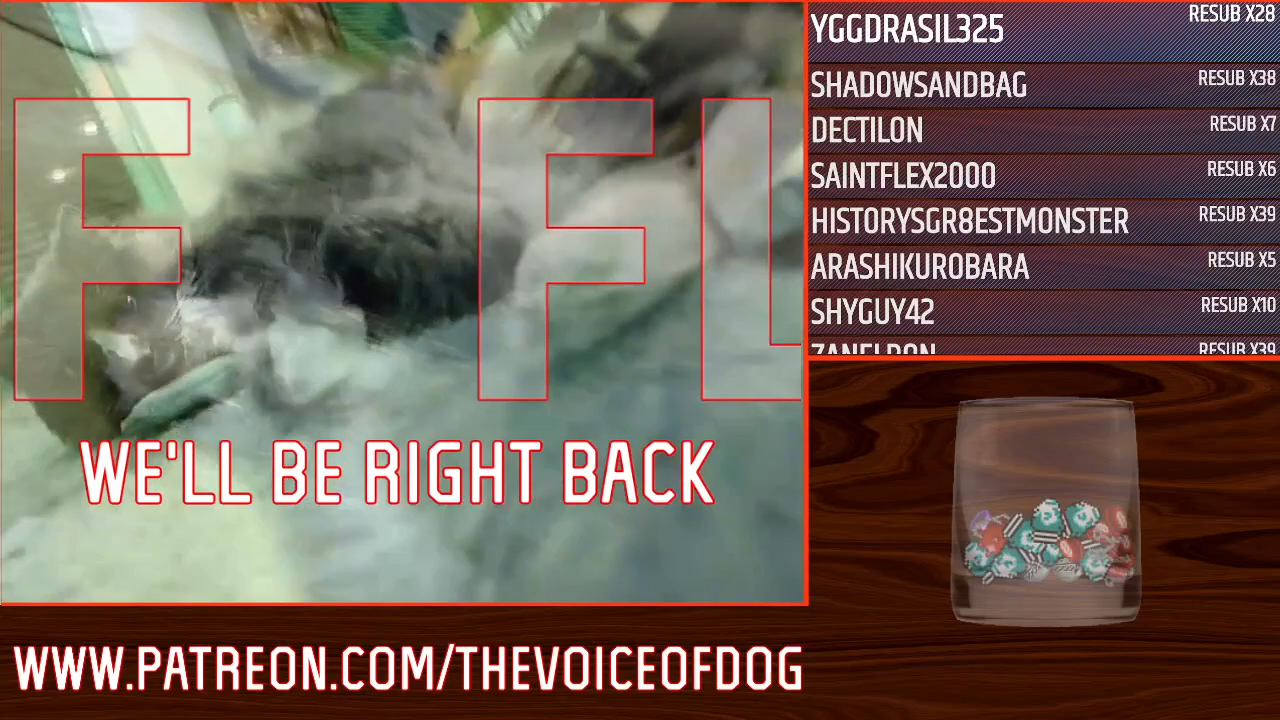 F FL
WE'LL BE RIGHT BACK
WWW.PATREON.COM/THEVOICEOFDOG
YGGDRASIL325 RESUB X28
SHADOWSANDBAG RESUB X38
DECTILON RESUB X7
SAINTFLEX2000 RESUB X6
HISTORYSGR8ESTMONSTER RESUB X39
ARASHIKUROBARA RESUB X5
SHYGUY42 RESUB X10
RESUB X39